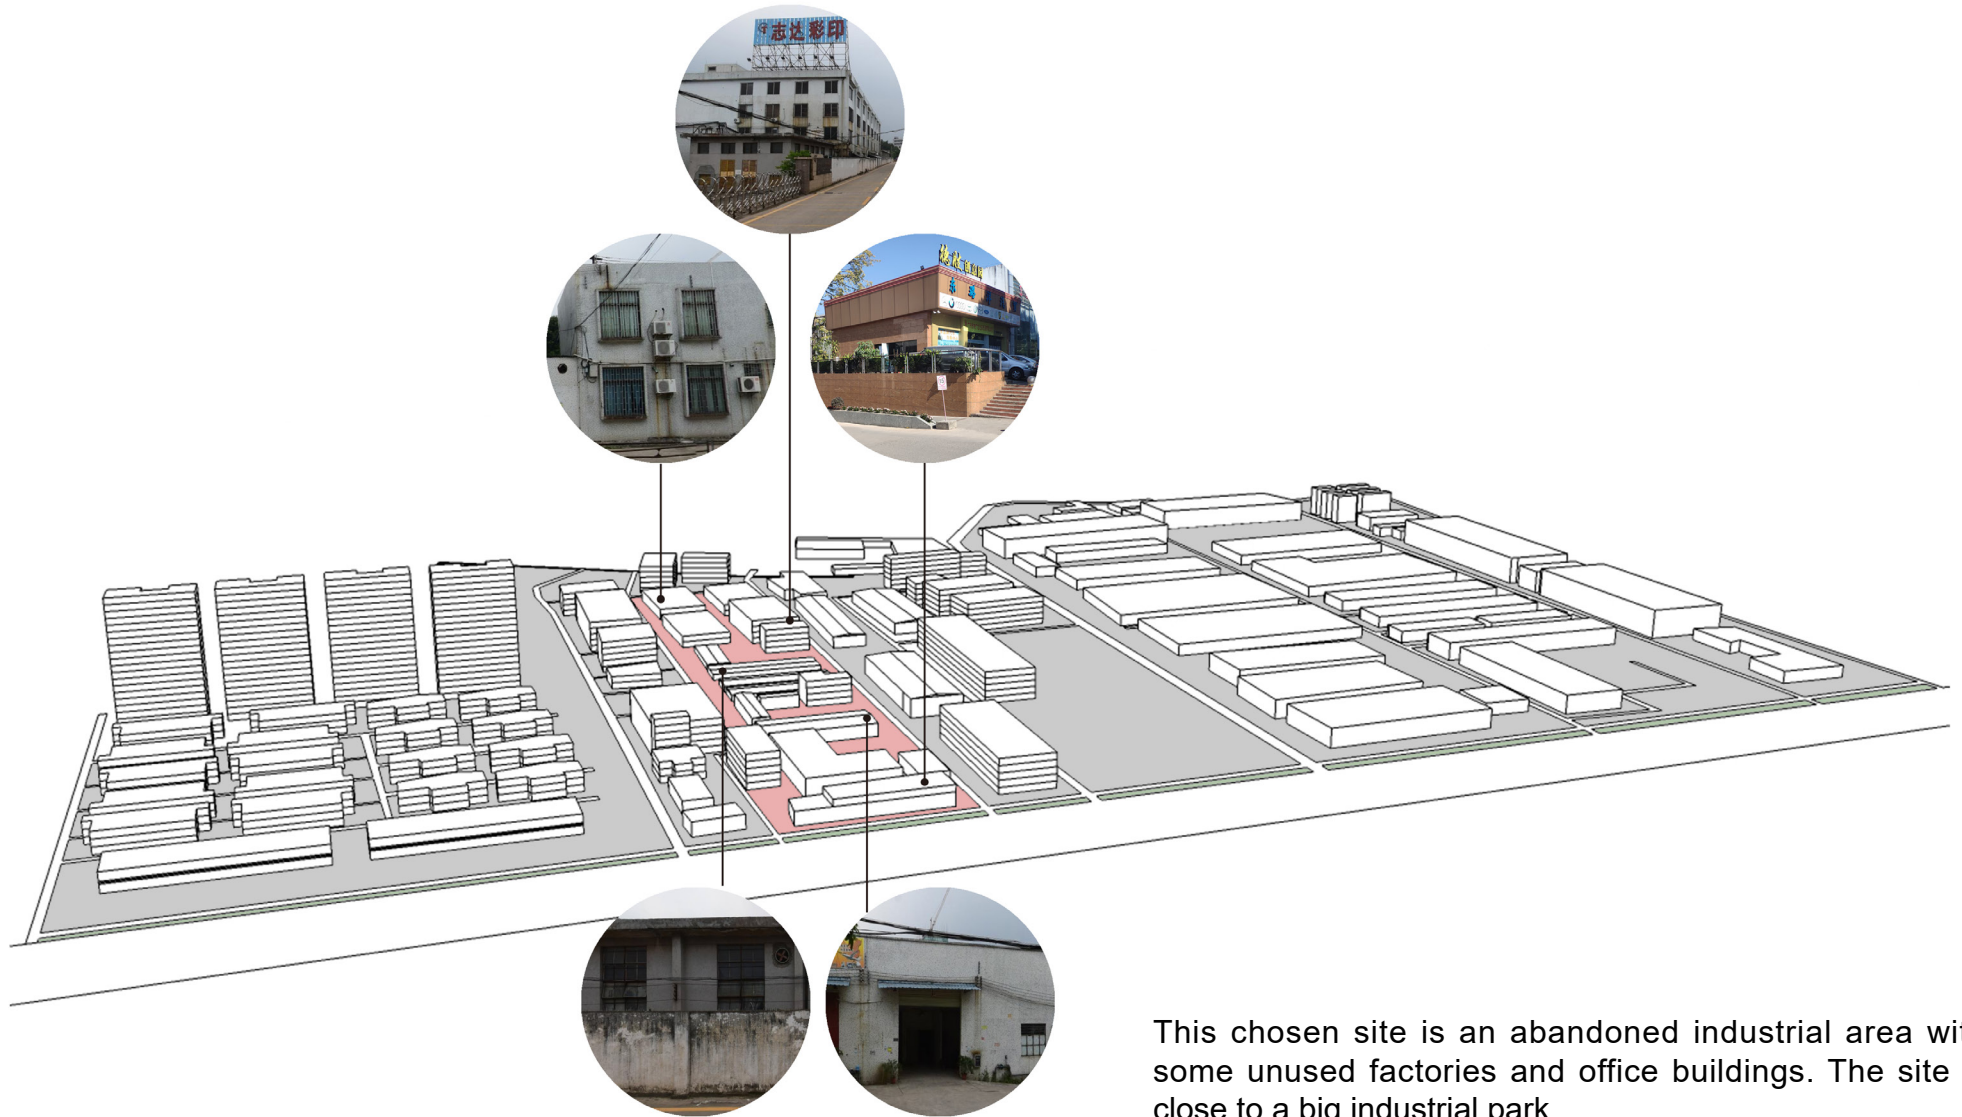 志达彩印
This chosen site is an abandoned industrial area wit
some unused factories and office buildings. The site
close to a big industrial park